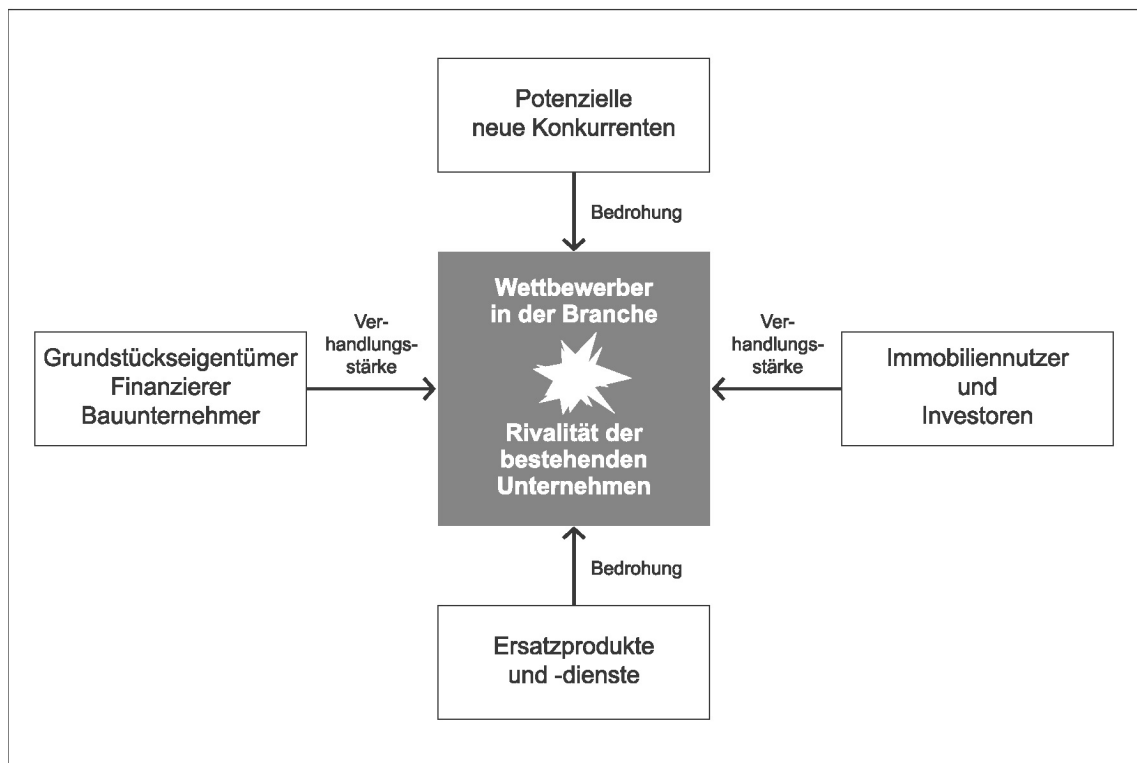 Potenzielle
neue Konkurrenten
Bedrohung
Wettbewerber
in der Branche
Ver-
handlungs-
stärke
Ver-
handlungs-
stärke
Grundstückseigentümer
Finanzierer
Bauunternehmer
Immobiliennutzer
und
Investoren
Rivalität der
bestehenden
Unternehmen
Bedrohung
Ersatzprodukte
und -dienste